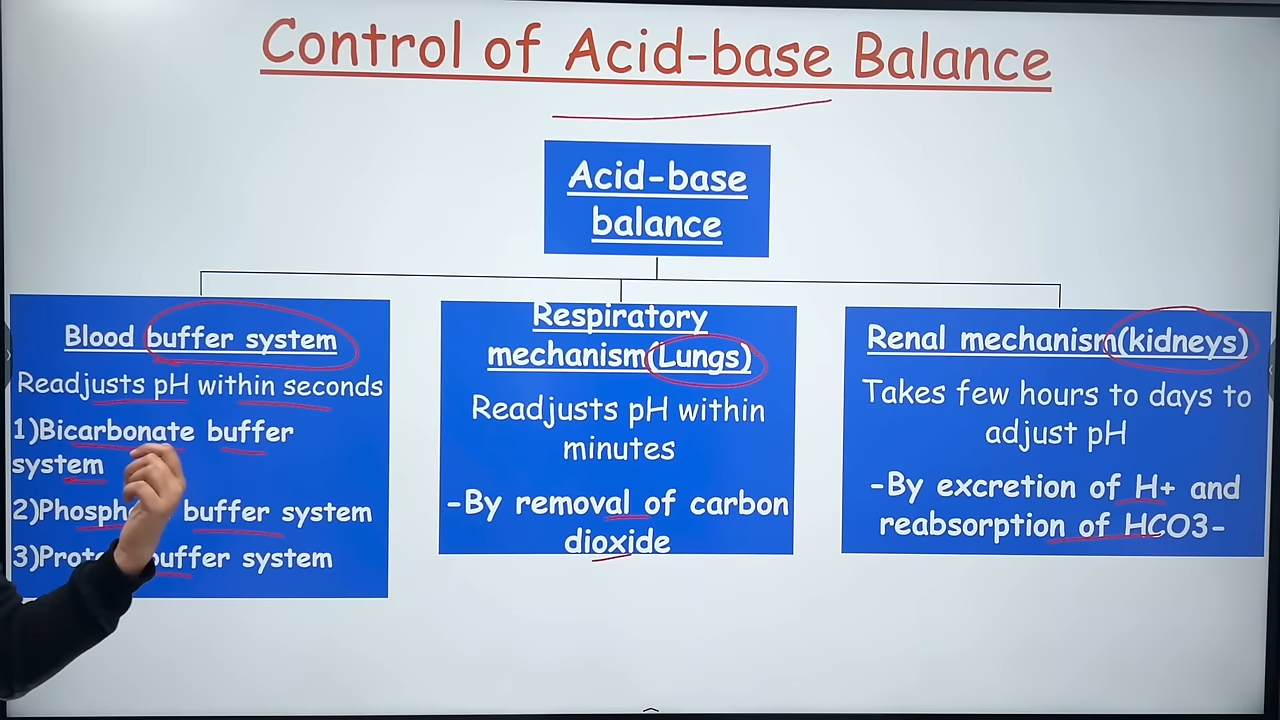 Control of Acid-base Balance
Acid-base
balance
Blood buffer system
Readjusts pH within seconds
1)Bicarbonate buffer
system
2)Phosph buffer system
3)Prote buffer system
Respiratory
mechanism(Lungs)
Readjusts pH within
minutes
-By removal of carbon
dioxide
Renal mechanism(kidneys)
Takes few hours to days to
adjust pH
-By excretion of H+ and
reabsorption of HCO3-